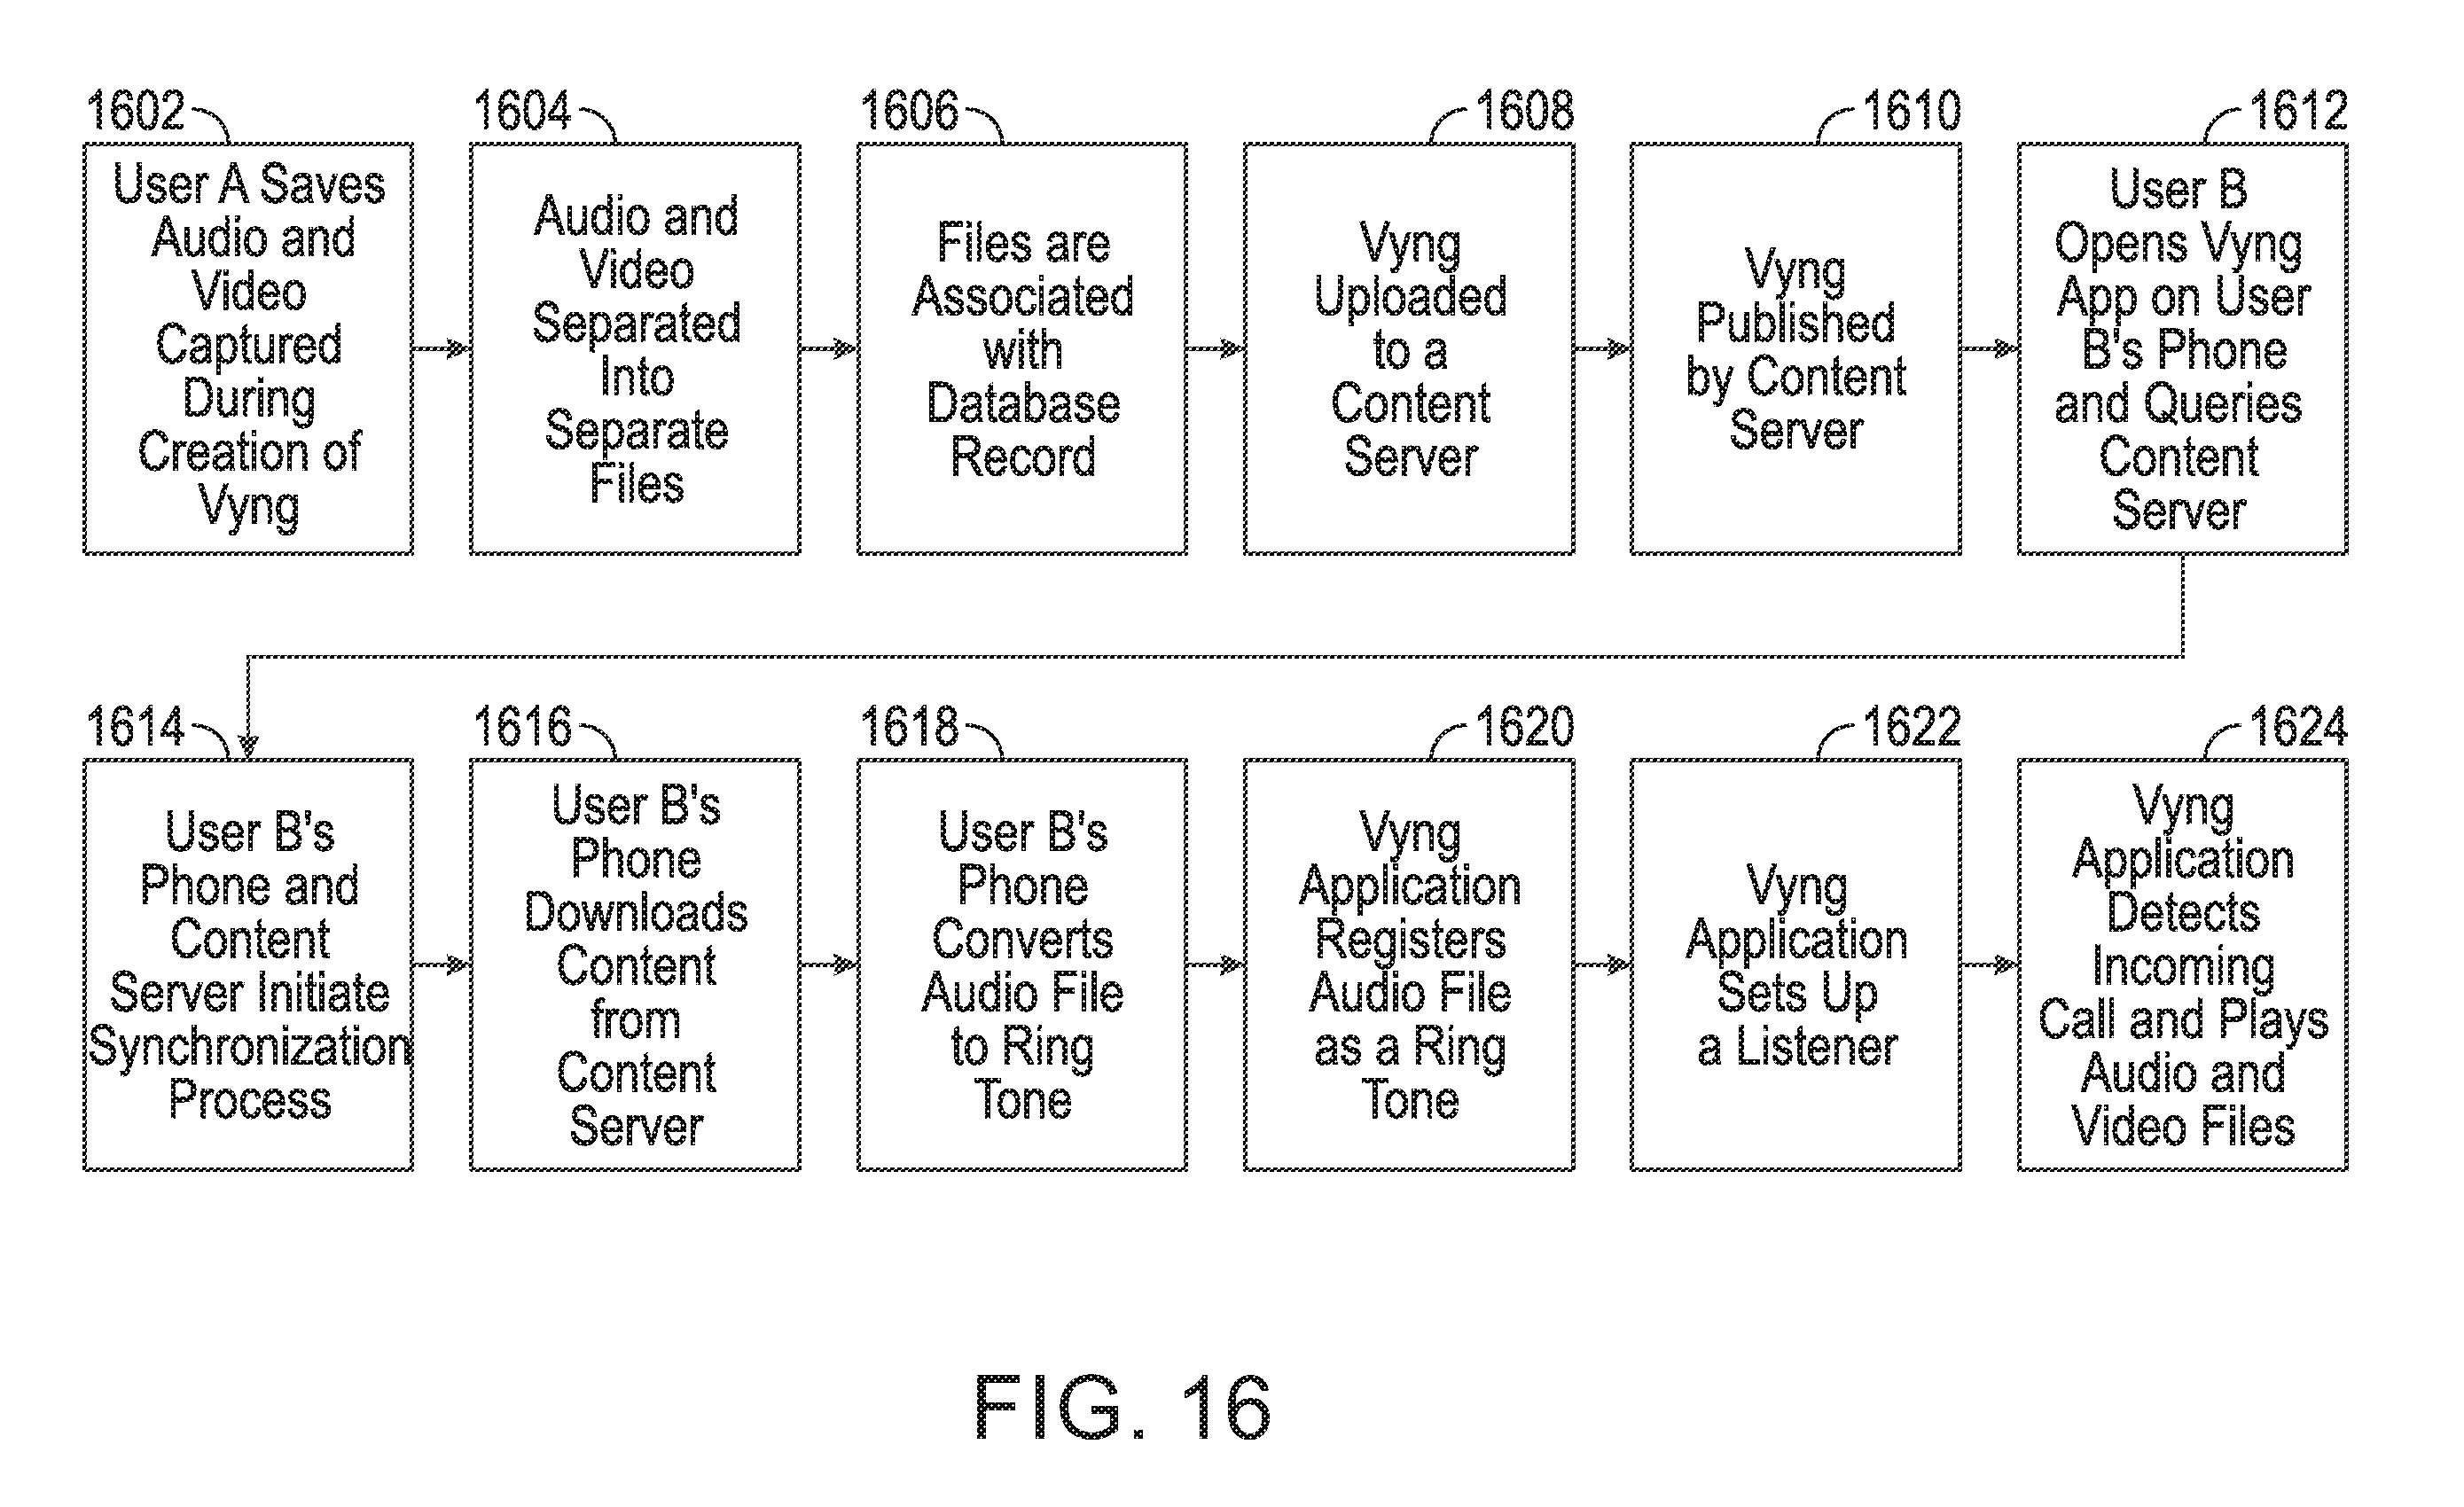 1602
User A Saves
Audio and
Video
Captured
During
Creation of
Vyng
1604
Audio and
Video
Separated
Into
Separate
Files
1606
Files are
Associated
with
Database
Record
1608
Vyng
Uploaded
to a
Content
Server
1610
Vyng
Published
by Content
Server
1612
User B
Opens Vyng
App on User
B's Phone
and Queries
Content
Server
1614
User B's
Phone and
Content
Server Initiate
Synchronization
Process
1616
User B's
Phone
Downloads
Content
from
Content
Server
1618
User B's
Phone
Converts
Audio File
to Ring
Tone
1620
Vyng
Application
Registers
Audio File
as a Ring
Tone
1622
Vyng
Application
Sets Up
a Listener
1624
Vyng
Application
Detects
Incoming
Call and Plays
Audio and
Video Files
FIG. 16